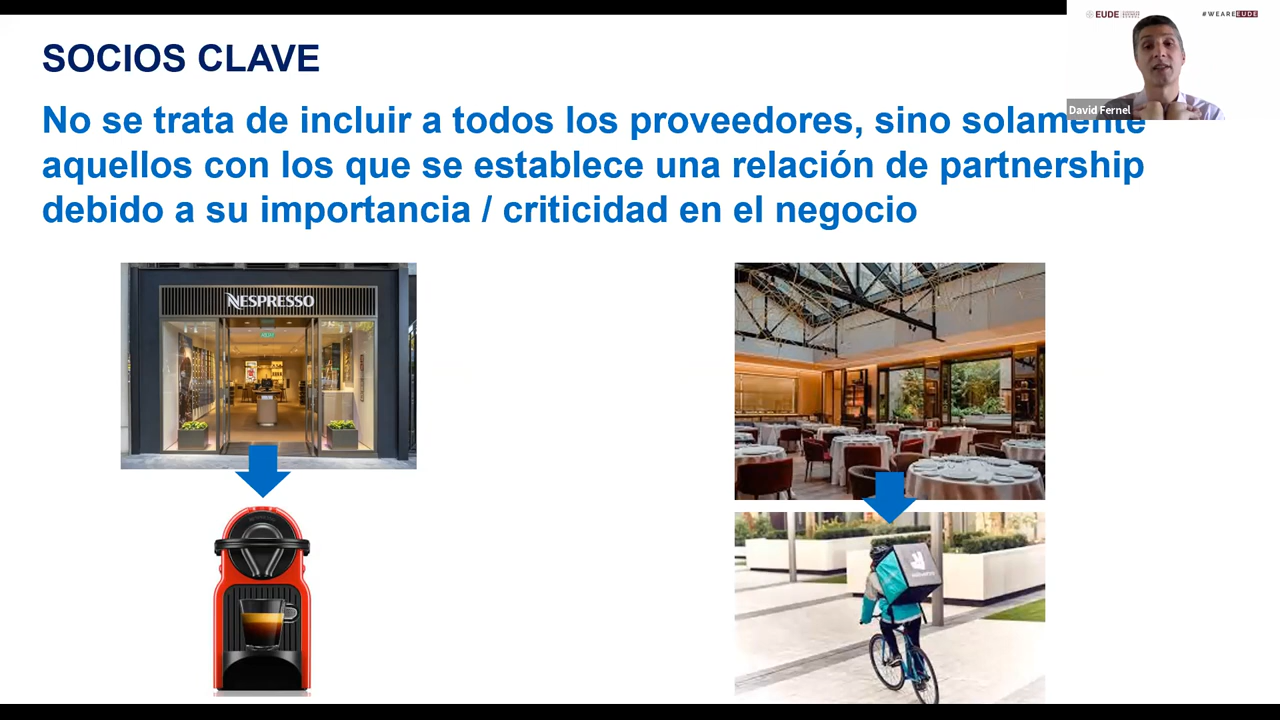 EUDE
#WEAREEUDE
David Fernel
SOCIOS CLAVE
No se trata de incluir a todos los proveedores, sino solamente
aquellos con los que se establece una relación de partnership
debido a su importancia / criticidad en el negocio
NESPRESSO